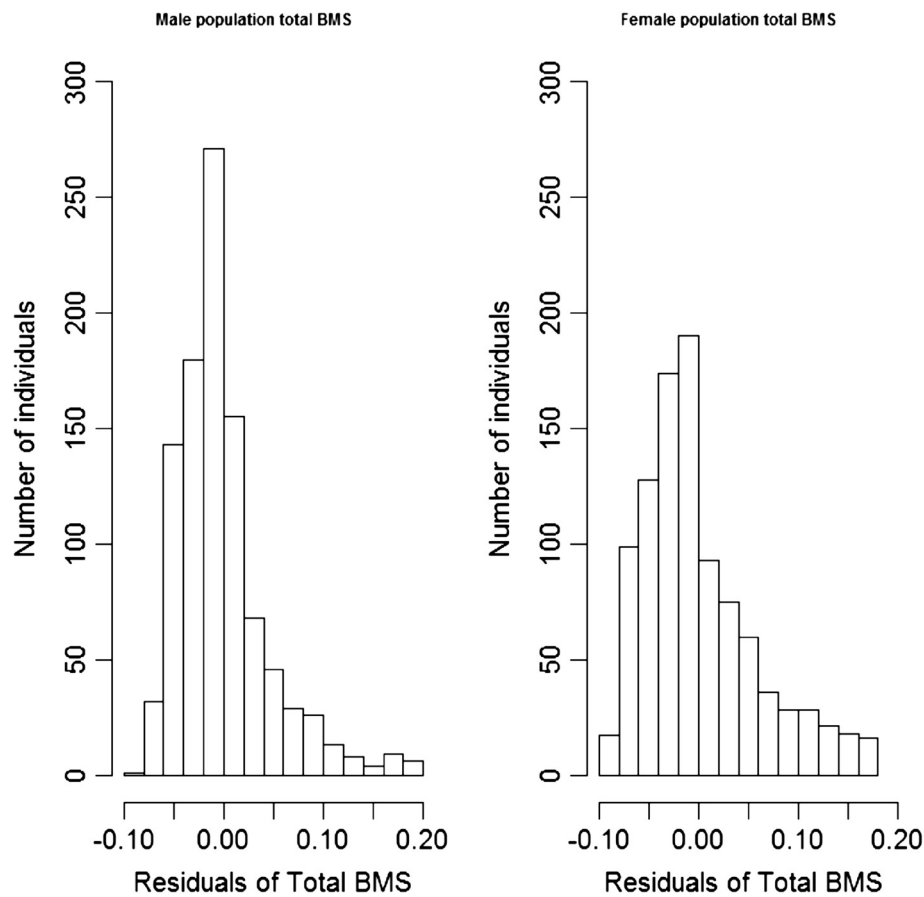 Male population total BMS
Number of individuals
300
250
200
150
100
50
0
-0.10 0.00 0.10 0.20
Residuals of Total BMS
Female population total BMS
Number of individuals
300
250
200
150
100
50
0
-0.10 0.00 0.10 0.20
Residuals of Total BMS